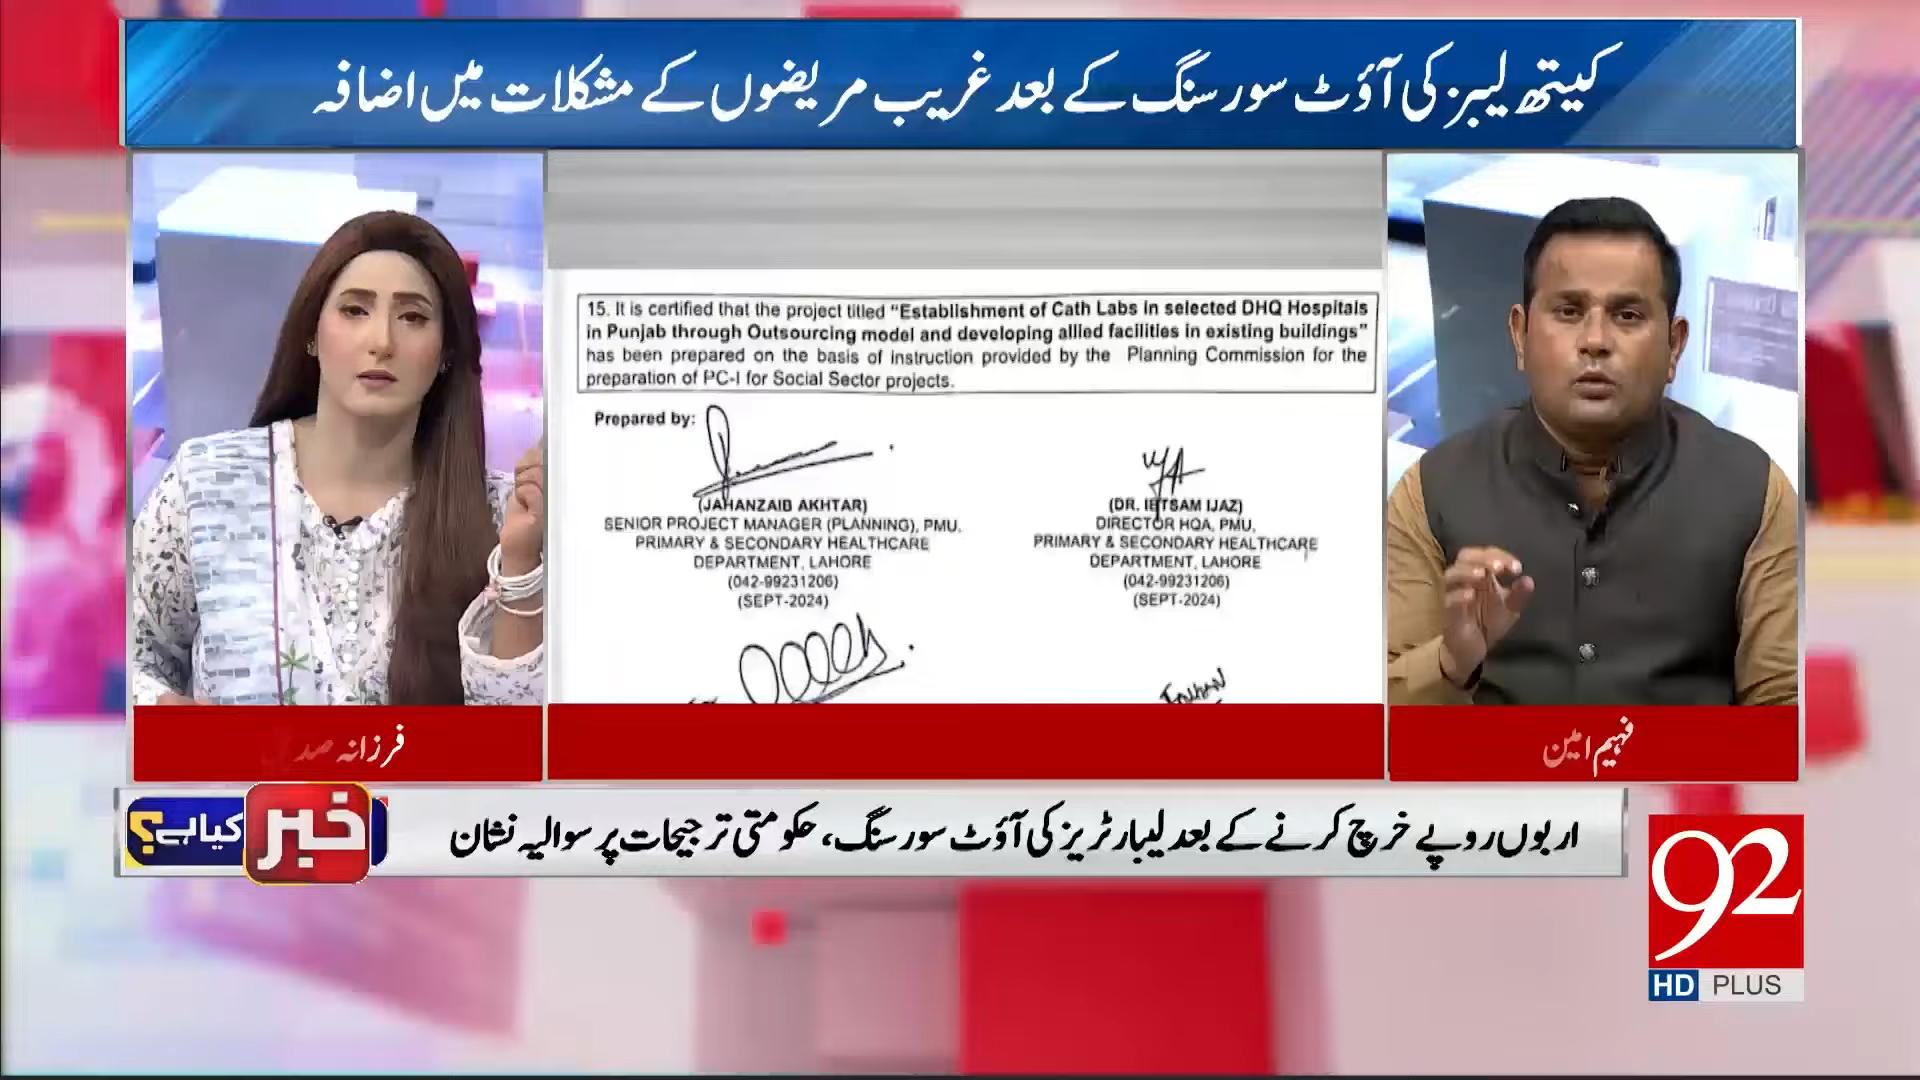 کیتھ لیبز کی آؤٹ سورسنگ کے بعد غریب مریضوں کے مشکلات میں اضافہ
15. It is certified that the project titled “Establishment of Cath Labs in selected DHQ Hospitals
in Punjab through Outsourcing model and developing allied facilities in existing buildings”
has been prepared on the basis of instruction provided by the Planning Commission for the
preparation of PC-I for Social Sector projects.
Prepared by:
(JAHANZAIB AKHTAR)
SENIOR PROJECT MANAGER (PLANNING), PMU.
PRIMARY & SECONDARY HEALTHCARE
DEPARTMENT, LAHORE
(042-99231206)
(SEPT-2024)
(DR. IETSAM IJAZ)
DIRECTOR HQA, PMU,
PRIMARY & SECONDARY HEALTHCARE
DEPARTMENT, LAHORE
(042-99231206)
(SEPT-2024)
فرزانہ
فہیم امین
خبر کیا ہے؟
اربوں روپے خرچ کرنے کے بعد لیبارٹریز کی آؤٹ سورسنگ، حکومتی ترجیحات پر سوالیہ نشان
92
HD PLUS